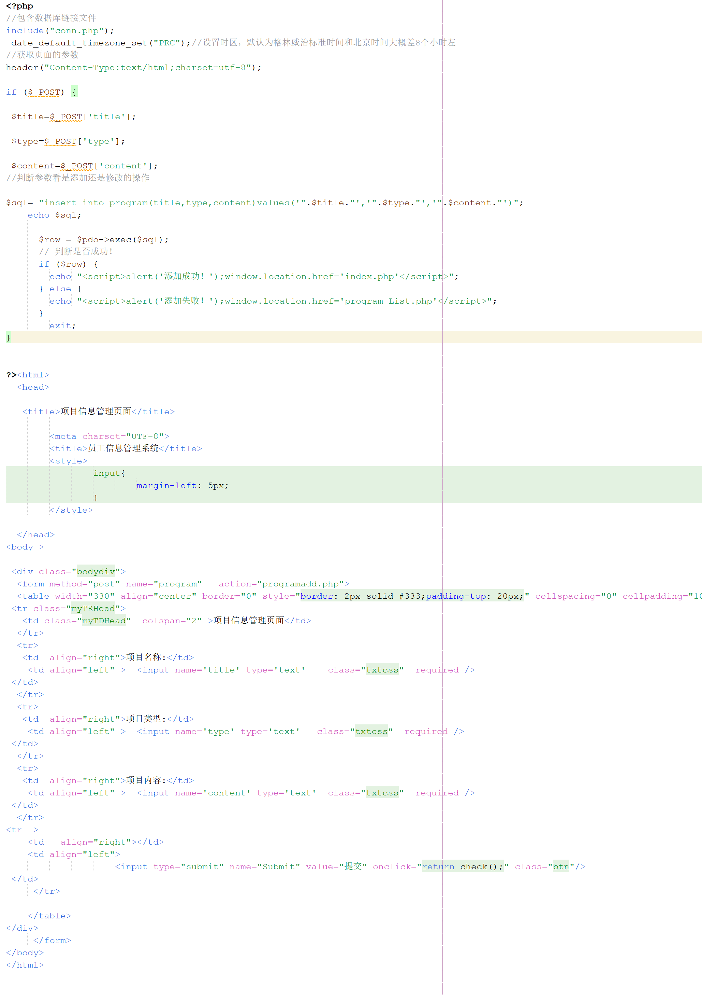 <?php
//包含数据库链接文件
include("conn.php");
date_default_timezone_set("PRC");//设置时区，默认为格林威治标准时间和北京时间大概差8个小时左
//获取页面的参数
header("Content-Type:text/html;charset=utf-8");
if ($_POST) {
$title=$_POST['title'];
$type=$_POST['type'];
$content=$_POST['content'];
//判断参数看是添加还是修改的操作
$sql= "insert into program(title,type,content)values('".$title."','".$type."','".$content."')";
echo $sql;
$row = $pdo->exec($sql);
// 判断是否成功！
if ($row) {
echo "<script>alert('添加成功！');window.location.href='index.php'</script>";
} else {
echo "<script>alert('添加失败！');window.location.href='program_List.php'</script>";
}
exit;
}
?><html>
<head>
<title>项目信息管理页面</title>
<meta charset="UTF-8">
<title>员工信息管理系统</title>
<style>
input{
margin-left: 5px;
}
</style>
</head>
<body >
<div class="bodydiv">
<form method="post" name="program"   action="programadd.php">
<table width="330" align="center" border="0" style="border: 2px solid #333;padding-top: 20px;" cellspacing="0" cellpadding="10
<tr class="myTRHead">
<td class="myTDHead"  colspan="2" >项目信息管理页面</td>
</tr>
<tr>
<td  align="right">项目名称:</td>
<td align="left" >  <input name='title' type='text'    class="txtcss"  required />
</td>
</tr>
<tr>
<td  align="right">项目类型:</td>
<td align="left" >  <input name='type' type='text'   class="txtcss"  required />
</td>
</tr>
<tr>
<td  align="right">项目内容:</td>
<td align="left" >  <input name='content' type='text'  class="txtcss"  required />
</td>
</tr>
<tr  >
<td   align="right"></td>
<td align="left">
<input type="submit" name="Submit" value="提交" onclick="return check();" class="btn"/>
</td>
</tr>
</table>
</div>
</form>
</body>
</html>